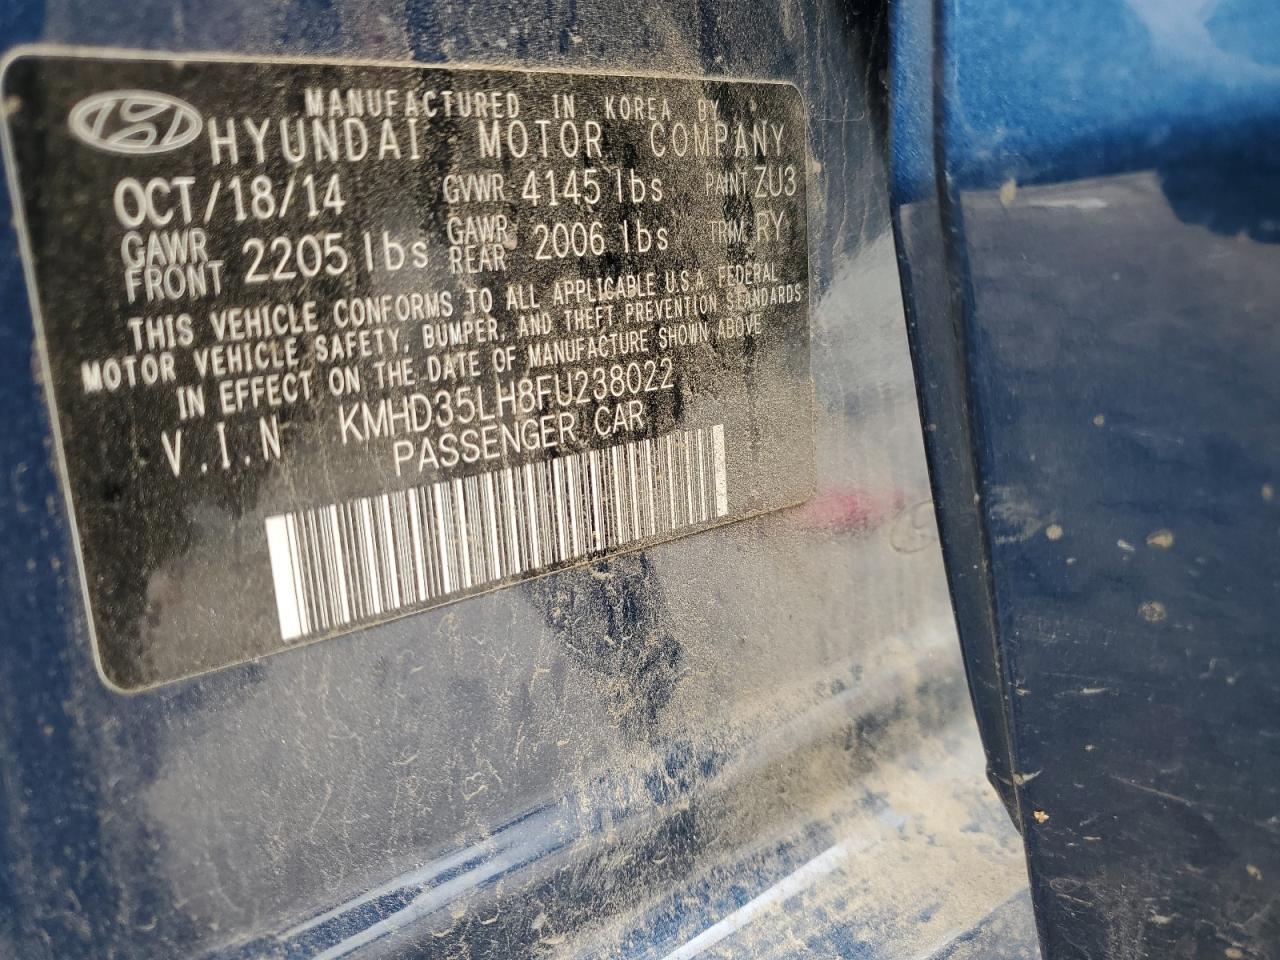 MANUFACTURED IN KOREA BY
HYUNDAI MOTOR COMPANY
OCT/18/14 GVWR 4145 lbs PAINT ZU3
GAWR FRONT 2205 lbs GAWR REAR 2006 lbs TRIM RY
THIS VEHICLE CONFORMS TO ALL APPLICABLE U.S.A. FEDERAL
MOTOR VEHICLE SAFETY, BUMPER, AND THEFT PREVENTION STANDARDS
IN EFFECT ON THE DATE OF MANUFACTURE SHOWN ABOVE
V.I.N KMHD35LH8FU238022
PASSENGER CAR